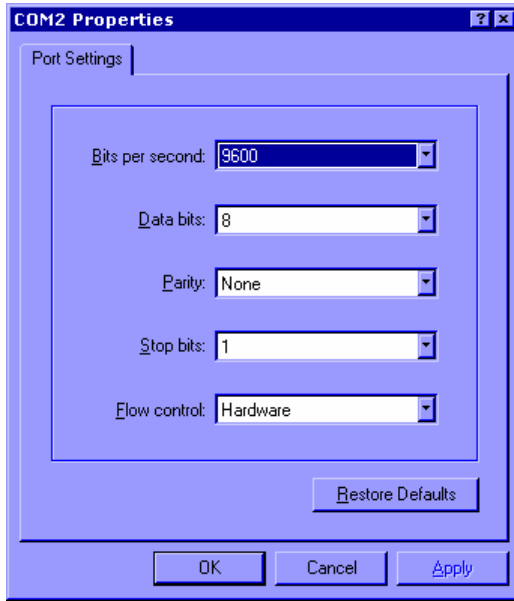 COM2 Properties
Port Settings
Bits per second: 9600
Data bits: 8
Parity: None
Stop bits: 1
Flow control: Hardware
Restore Defaults
OK Cancel Apply